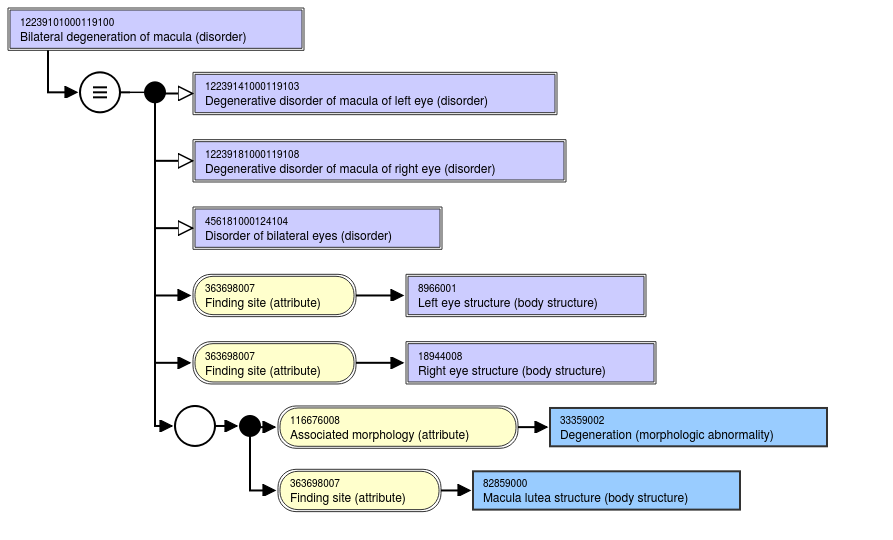 12239101000119100
Bilateral degeneration of macula (disorder)
12239141000119103
Degenerative disorder of macula of left eye (disorder)
12239181000119108
Degenerative disorder of macula of right eye (disorder)
456181000124104
Disorder of bilateral eyes (disorder)
363698007
Finding site (attribute)
8966001
Left eye structure (body structure)
363698007
Finding site (attribute)
18944008
Right eye structure (body structure)
116676008
Associated morphology (attribute)
33359002
Degeneration (morphologic abnormality)
363698007
Finding site (attribute)
82859000
Macula lutea structure (body structure)